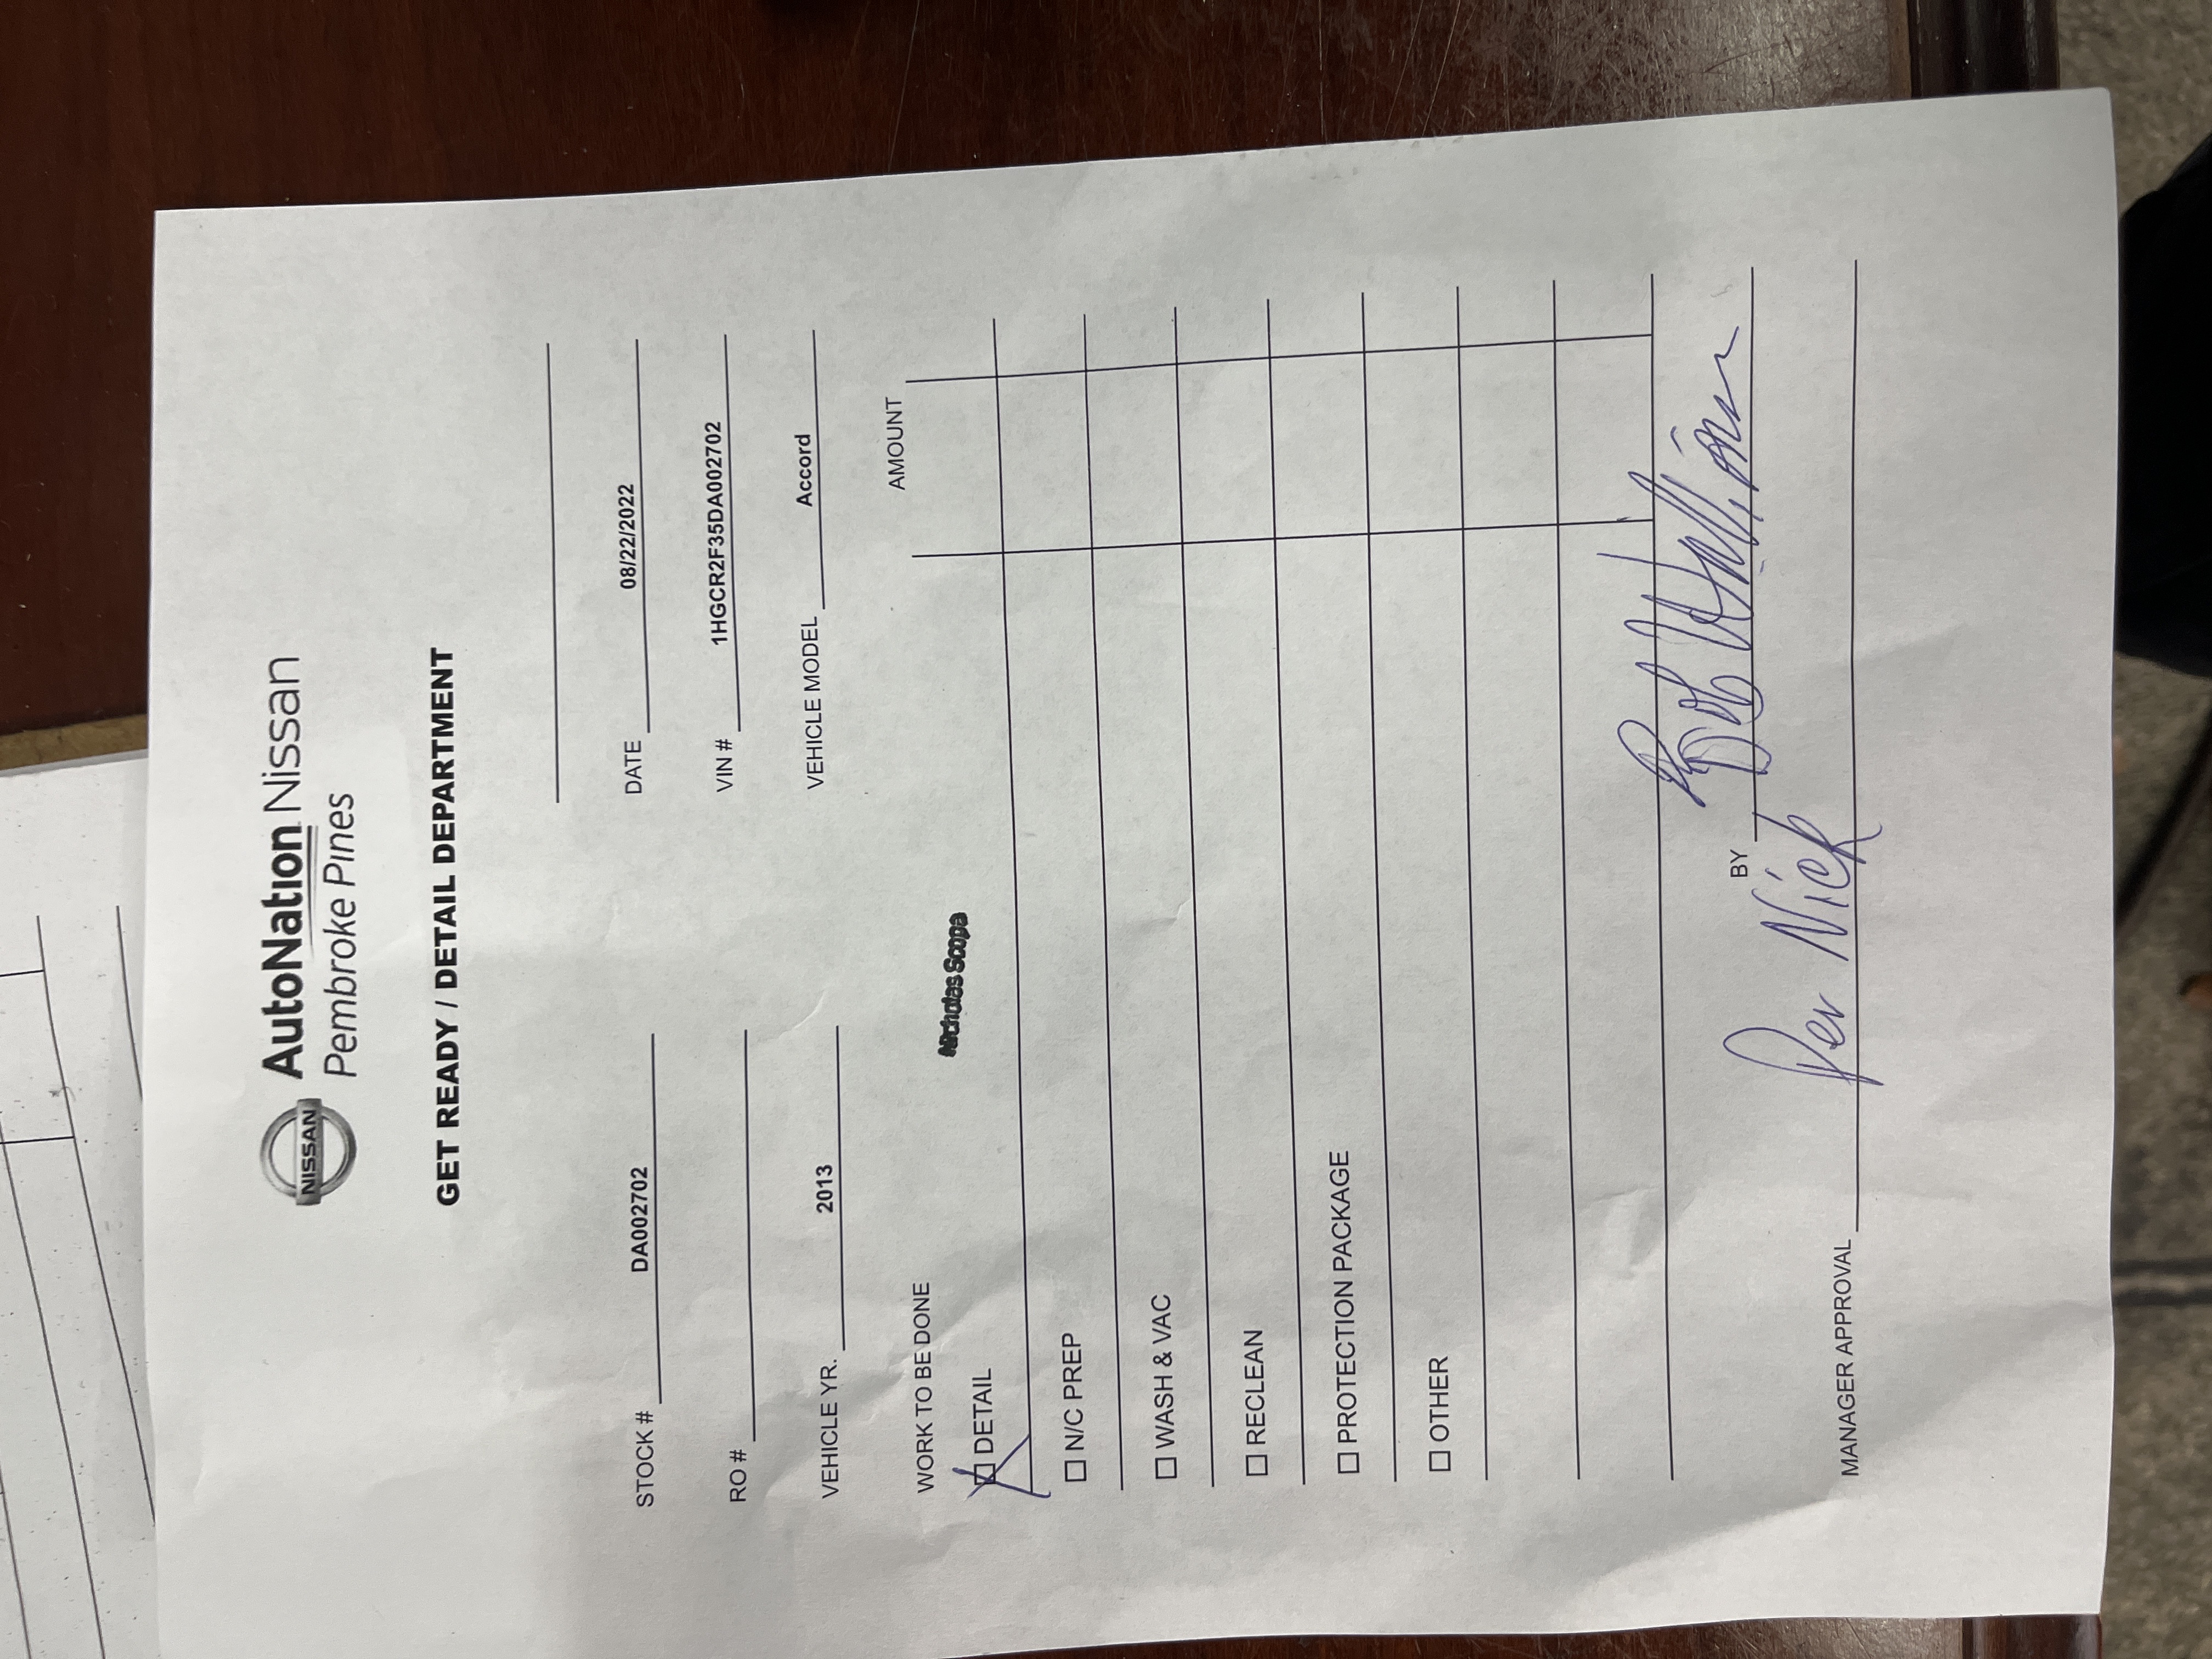 NISSAN
AutoNation Nissan
Pembroke Pines
GET READY / DETAIL DEPARTMENT
STOCK # DA002702 DATE 08/22/2022
RO # VIN # 1HGCR2F35DA002702
VEHICLE YR. 2013 VEHICLE MODEL Accord
WORK TO BE DONE AMOUNT
☒ DETAIL Nicholas Scopa
☐ N/C PREP
☐ WASH & VAC
☐ RECLEAN
☐ PROTECTION PACKAGE
☐ OTHER
BY Bob
MANAGER APPROVAL Per Nick